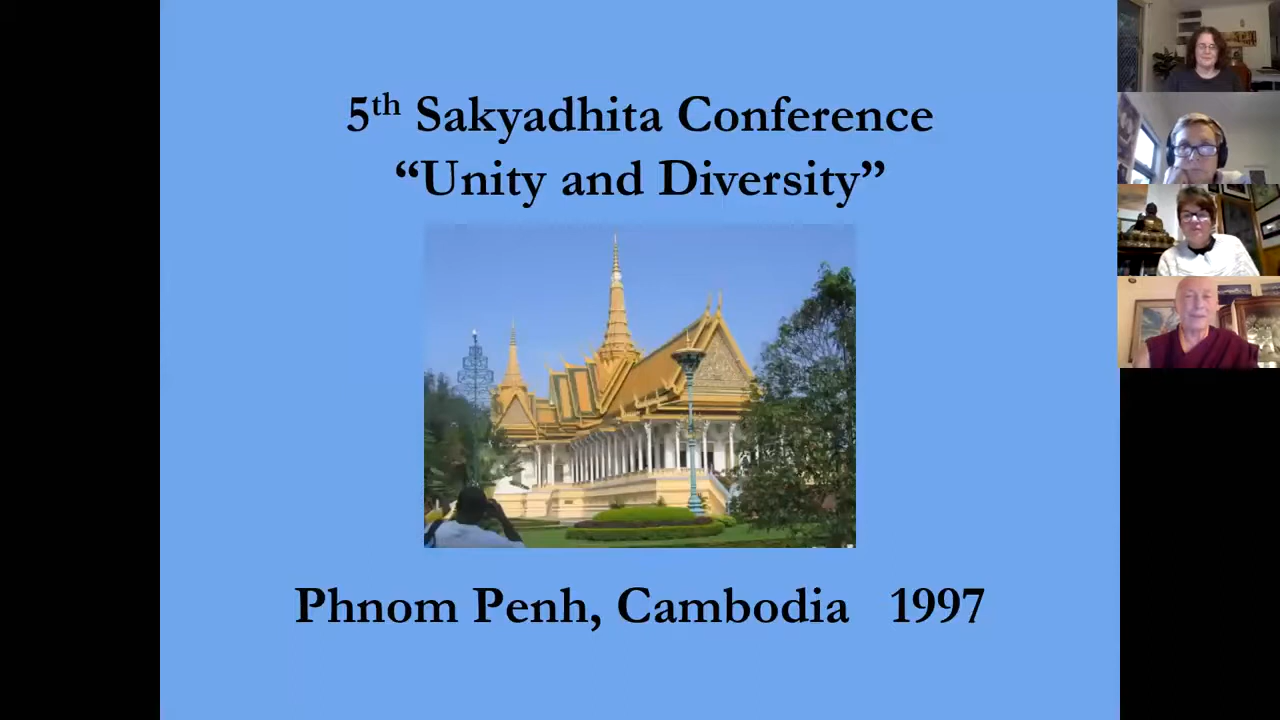 5th Sakyadhita Conference
“Unity and Diversity”
Phnom Penh, Cambodia 1997